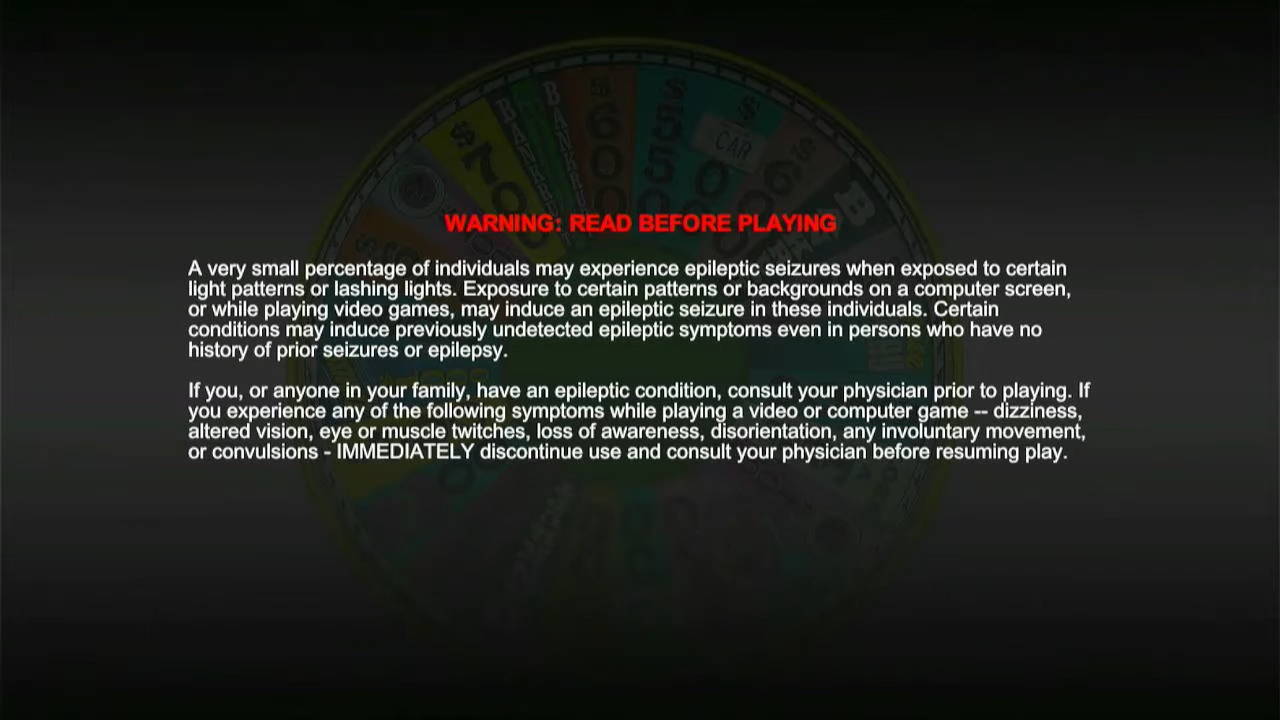 WARNING: READ BEFORE PLAYING
A very small percentage of individuals may experience epileptic seizures when exposed to certain
light patterns or lashing lights. Exposure to certain patterns or backgrounds on a computer screen,
or while playing video games, may induce an epileptic seizure in these individuals. Certain
conditions may induce previously undetected epileptic symptoms even in persons who have no
history of prior seizures or epilepsy.
If you, or anyone in your family, have an epileptic condition, consult your physician prior to playing. If
you experience any of the following symptoms while playing a video or computer game -- dizziness,
altered vision, eye or muscle twitches, loss of awareness, disorientation, any involuntary movement,
or convulsions - IMMEDIATELY discontinue use and consult your physician before resuming play.
$700
BANKRUPT
BANKRUPT
$600
$550
CAR